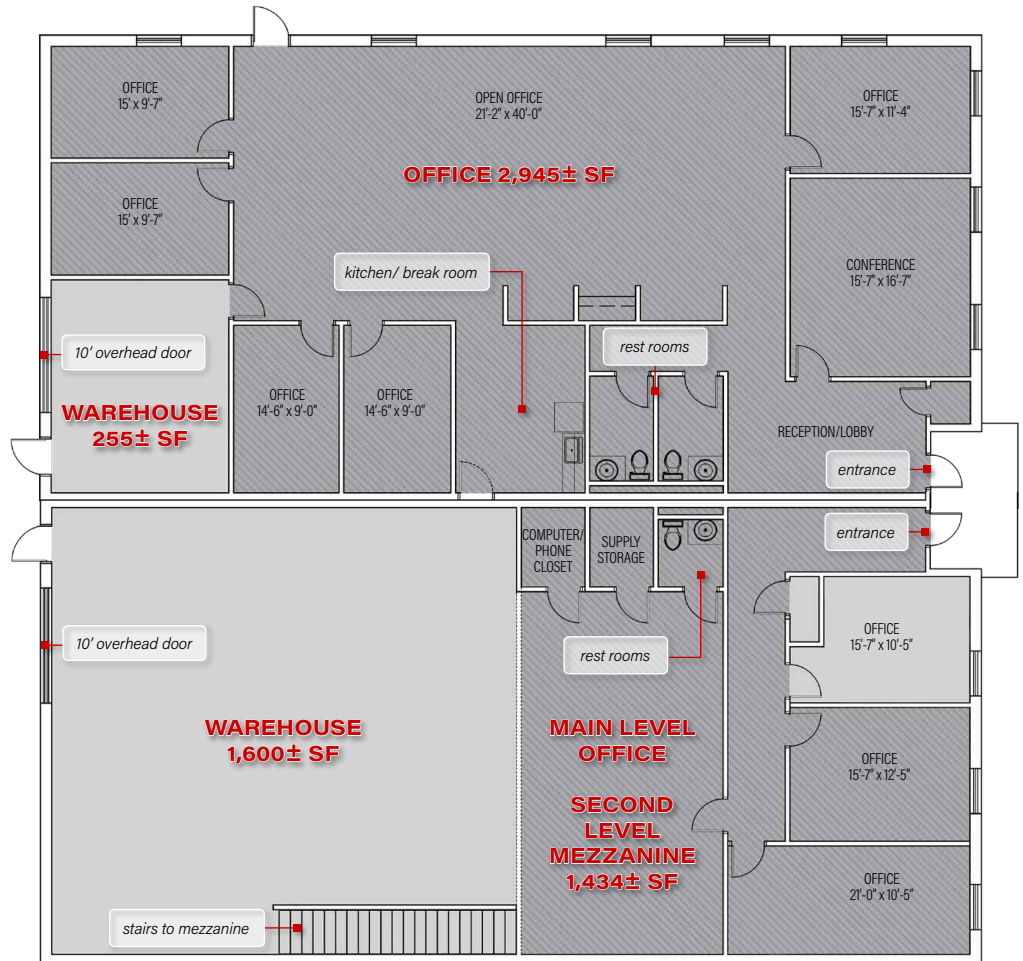 OFFICE
15' x 9'-7"
OPEN OFFICE
21'-2" x 40'-0"
OFFICE
15'-7" x 11'-4"
OFFICE 2,945± SF
OFFICE
15' x 9'-7"
kitchen/ break room
CONFERENCE
15'-7" x 16'-7"
10' overhead door
rest rooms
WAREHOUSE
255± SF
OFFICE
14'-6" x 9'-0"
OFFICE
14'-6" x 9'-0"
RECEPTION/LOBBY
entrance
entrance
COMPUTER/
PHONE
CLOSET
SUPPLY
STORAGE
10' overhead door
rest rooms
OFFICE
15'-7" x 10'-5"
WAREHOUSE
1,600± SF
MAIN LEVEL
OFFICE
SECOND
LEVEL
MEZZANINE
1,434± SF
OFFICE
15'-7" x 12'-5"
OFFICE
21'-0" x 10'-5"
stairs to mezzanine